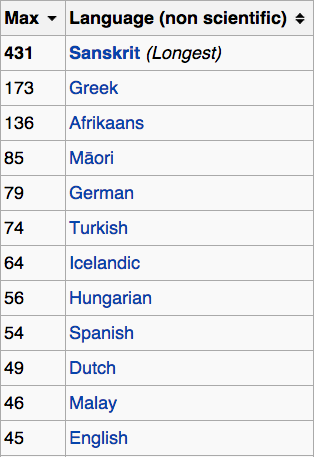 Max Language (non scientific)
431 Sanskrit (Longest)
173 Greek
136 Afrikaans
85 Māori
79 German
74 Turkish
64 Icelandic
56 Hungarian
54 Spanish
49 Dutch
46 Malay
45 English